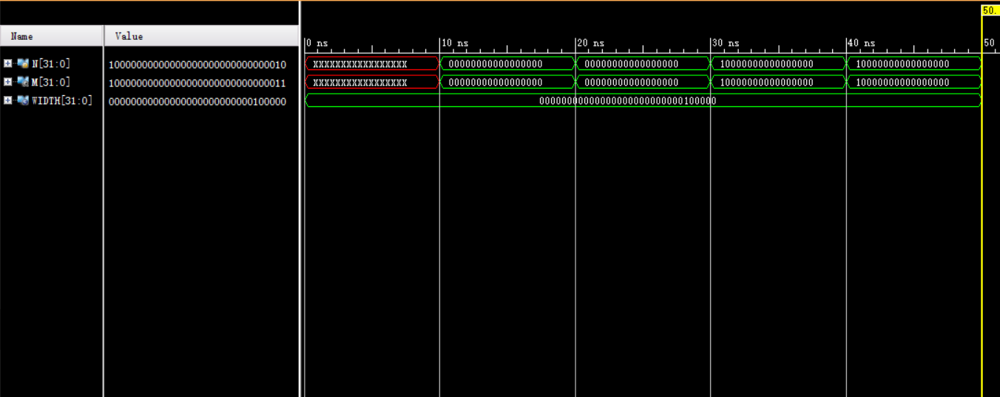 50.
Name Value
0 ns 10 ns 20 ns 30 ns 40 ns 50
N[31:0] 10000000000000000000000000000010 XXXXXXXXXXXXXXXXX 00000000000000000 00000000000000000 10000000000000000 10000000000000000
M[31:0] 10000000000000000000000000000011 XXXXXXXXXXXXXXXXX 00000000000000000 00000000000000000 10000000000000000 10000000000000000
WIDTH[31:0] 00000000000000000000000000100000 00000000000000000000000000100000